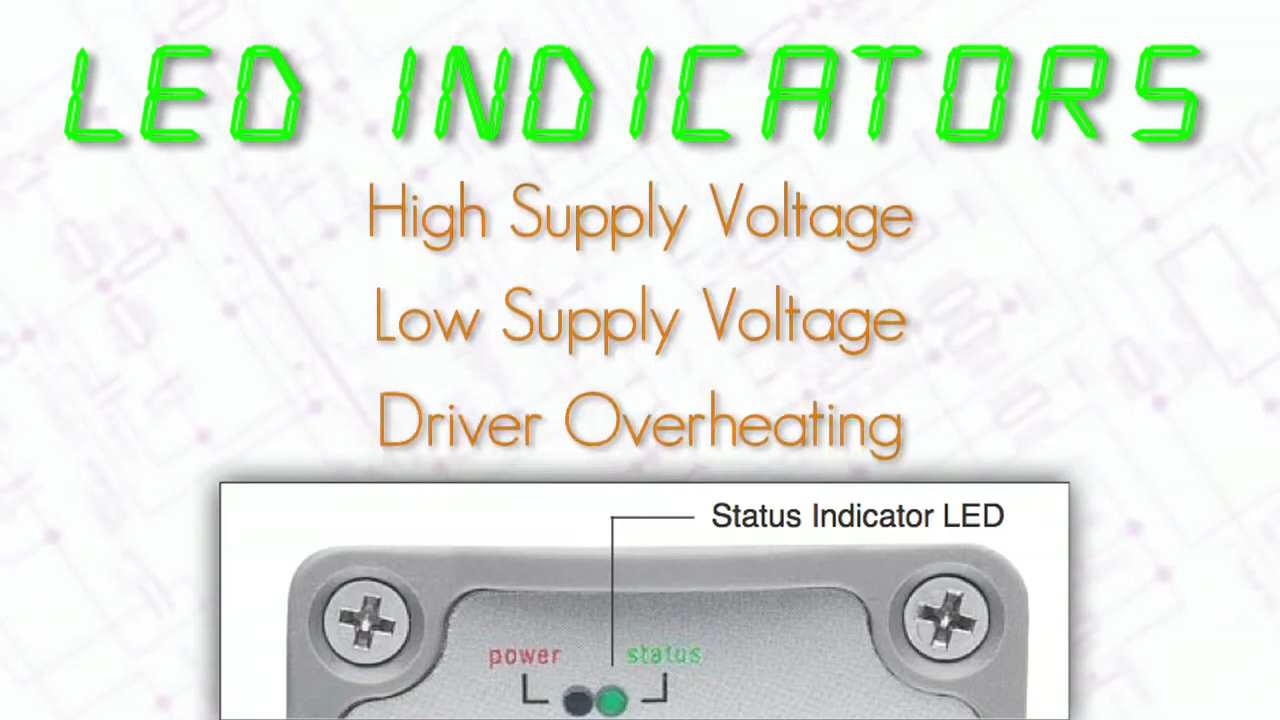 LED INDICATORS
High Supply Voltage
Low Supply Voltage
Driver Overheating
Status Indicator LED
power status